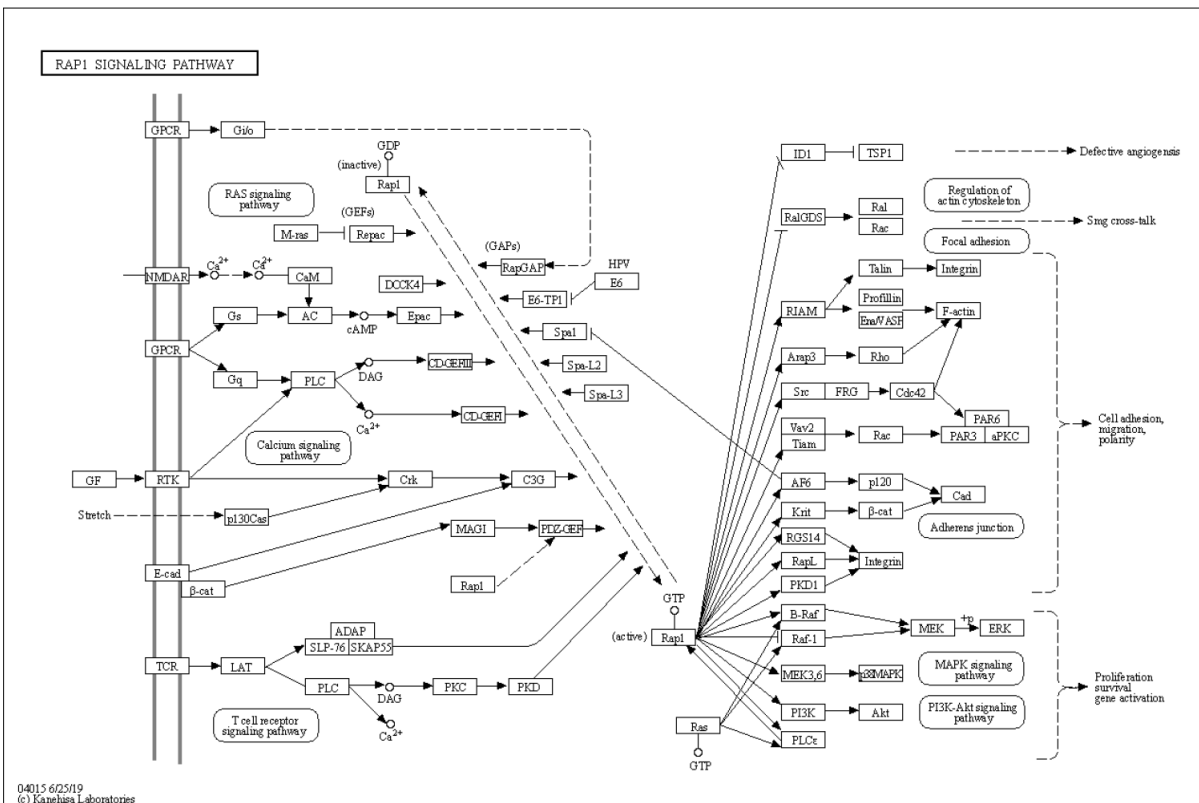 RAP1 SIGNALING PATHWAY
GPCR
Gi/o
GDP
(inactive)
Rap1
RAS signaling
pathway
(GEFs)
M-ras
Repac
(GAPs)
RapGAP
HPV
E6
NMDAR
Ca2+
Ca2+
CaM
DOCK4
E6-TP1
Gs
AC
cAMP
Epac
Spa1
GPCR
Gq
PLC
DAG
CD-GEFIII
Spa-L2
Spa-L3
Ca2+
CD-GEFI
Calcium signaling
pathway
GF
RTK
Crk
C3G
Stretch
p130Cas
MAGI
PDZ-GEF
E-cad
β-cat
Rap1
GTP
(active)
Rap1
ADAP
SLP-76
SKAP55
TCR
LAT
PLC
DAG
PKC
PKD
Ca2+
T cell receptor
signaling pathway
Ras
GTP
ID1
TSP1
Defective angiogensis
RalGDS
Ral
Rac
Regulation of
actin cytoskeleton
Smg cross-talk
Focal adhesion
Talin
Integrin
RIAM
Profillin
Ena/VASP
F-actin
Arap3
Rho
Src
FRG
Cdc42
Vav2
Tiam
Rac
PAR6
PAR3
aPKC
Cell adhesion,
migration,
polarity
AF6
p120
Cad
Krit
β-cat
Adherens junction
RGS14
RapL
Integrin
PKD1
B-Raf
Raf-1
MEK
+p
ERK
MEK3,6
p38MAPK
MAPK signaling
pathway
PI3K
Akt
PI3K-Akt signaling
pathway
PLCε
Proliferation
survival
gene activation
04015 6/25/19
(c) Kanehisa Laboratories